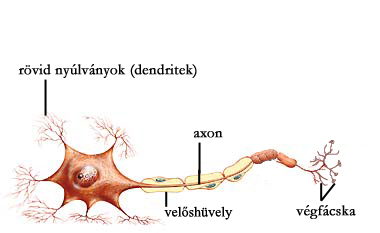 rövid nyúlványok (dendritek)
axon
velőshüvely
végfácska